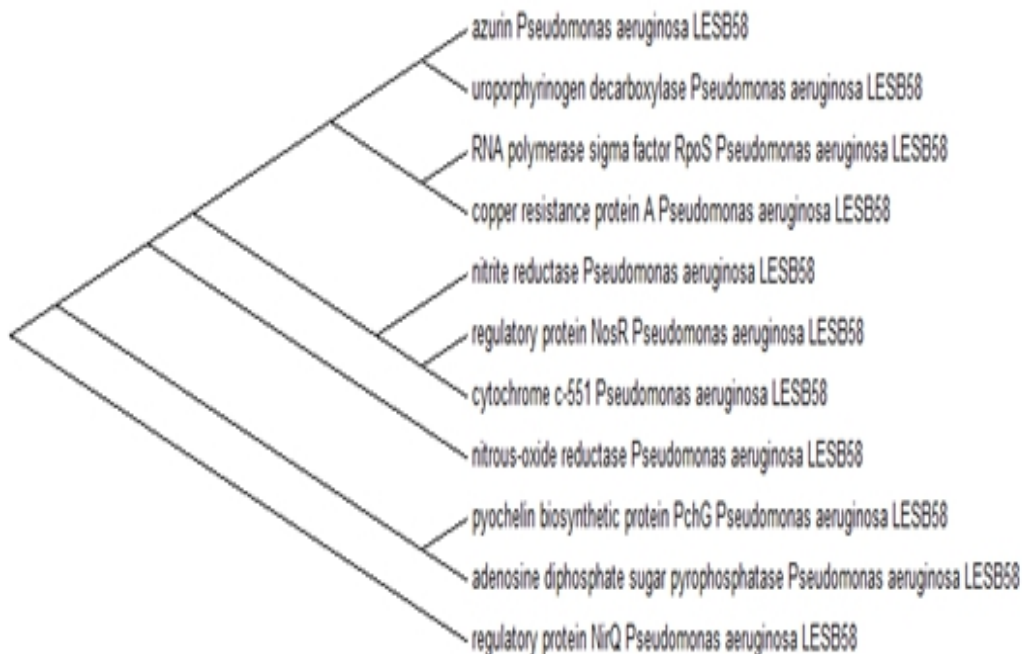 azurin Pseudomonas aeruginosa LESB58
uroporphyrinogen decarboxylase Pseudomonas aeruginosa LESB58
RNA polymerase sigma factor RpoS Pseudomonas aeruginosa LESB58
copper resistance protein A Pseudomonas aeruginosa LESB58
nitrite reductase Pseudomonas aeruginosa LESB58
regulatory protein NosR Pseudomonas aeruginosa LESB58
cytochrome c-551 Pseudomonas aeruginosa LESB58
nitrous-oxide reductase Pseudomonas aeruginosa LESB58
pyochelin biosynthetic protein PchG Pseudomonas aeruginosa LESB58
adenosine diphosphate sugar pyrophosphatase Pseudomonas aeruginosa LESB58
regulatory protein NirQ Pseudomonas aeruginosa LESB58